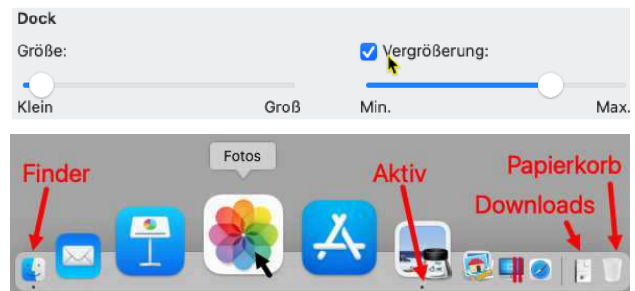 Dock
Größe:
Vergrößerung:
Klein
Groß
Min.
Max.
Fotos
Finder
Aktiv
Papierkorb
Downloads